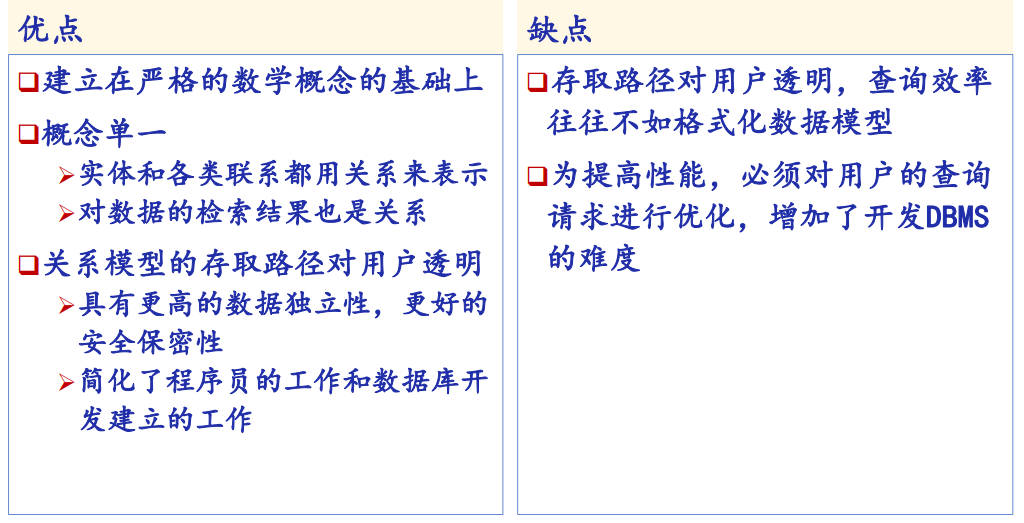 优点
❑建立在严格的数学概念的基础上
❑概念单一
➢实体和各类联系都用关系来表示
➢对数据的检索结果也是关系
❑关系模型的存取路径对用户透明
➢具有更高的数据独立性，更好的
安全保密性
➢简化了程序员的工作和数据库开
发建立的工作
缺点
❑存取路径对用户透明，查询效率
往往不如格式化数据模型
❑为提高性能，必须对用户的查询
请求进行优化，增加了开发DBMS
的难度